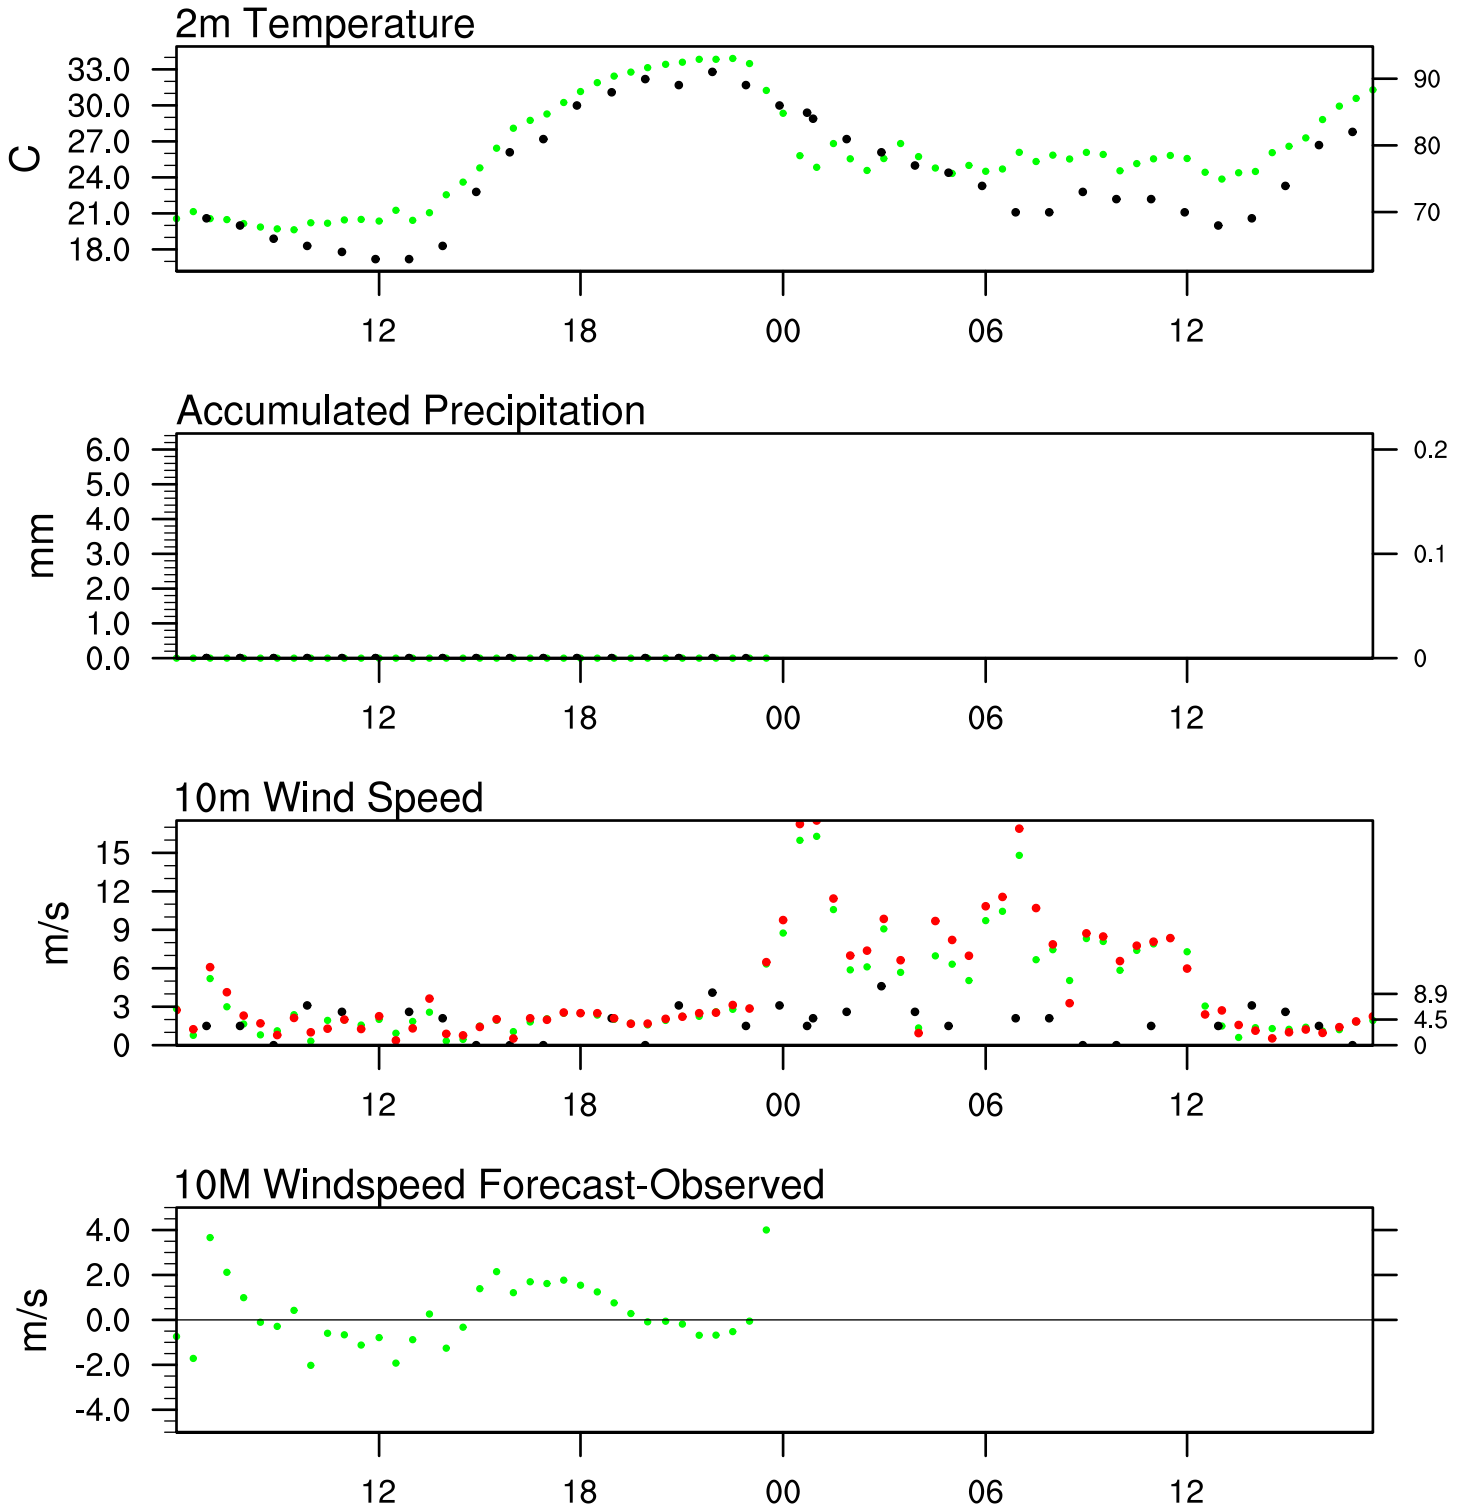 2m Temperature
33.0
30.0
27.0
24.0
21.0
18.0
C
90
80
70
12 18 00 06 12
Accumulated Precipitation
6.0
5.0
4.0
3.0
2.0
1.0
0.0
mm
0.2
0.1
0
12 18 00 06 12
10m Wind Speed
15
12
9
6
3
0
m/s
8.9
4.5
0
12 18 00 06 12
10M Windspeed Forecast-Observed
4.0
2.0
0.0
-2.0
-4.0
m/s
12 18 00 06 12